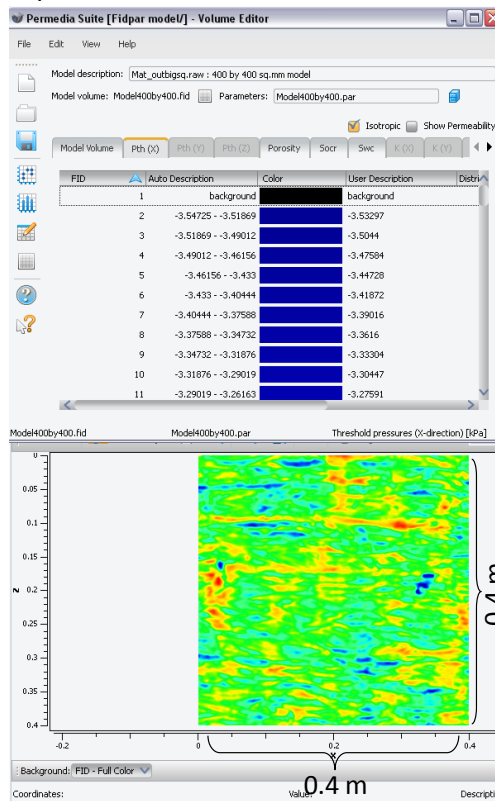 Permedia Suite [Fidpar model/] - Volume Editor
File Edit View Help
Model description: Mat_outbigsq.raw : 400 by 400 sq.mm model
Model volume: Model400by400.fid Parameters: Model400by400.par
Isotropic Show Permeability
Model Volume Pth (X) Pth (Y) Pth (Z) Porosity Socr Swc K (X) K (Y)
FID Auto Description Color User Description
1 background background
2 -3.54725 - -3.51869 -3.53297
3 -3.51869 - -3.49012 -3.5044
4 -3.49012 - -3.46156 -3.47584
5 -3.46156 - -3.433 -3.44728
6 -3.433 - -3.40444 -3.41872
7 -3.40444 - -3.37588 -3.39016
8 -3.37588 - -3.34732 -3.3616
9 -3.34732 - -3.31876 -3.33304
10 -3.31876 - -3.29019 -3.30447
11 -3.29019 - -3.26163 -3.27591
Model400by400.fid Model400by400.par Threshold pressures (X-direction) [kPa]
0
0.05
0.1
0.15
z 0.2
0.25
0.3
0.35
0.4
0.4 m
-0.2 0 0.2 0.4
x
Background: FID - Full Color
0.4 m
Coordinates: Value: